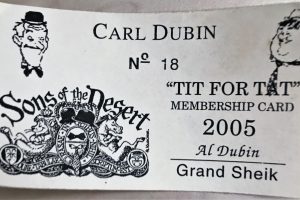 CARL DUBIN
No 18
Sons of the Desert
"TIT FOR TAT"
MEMBERSHIP CARD
2005
Al Dubin
Grand Sheik